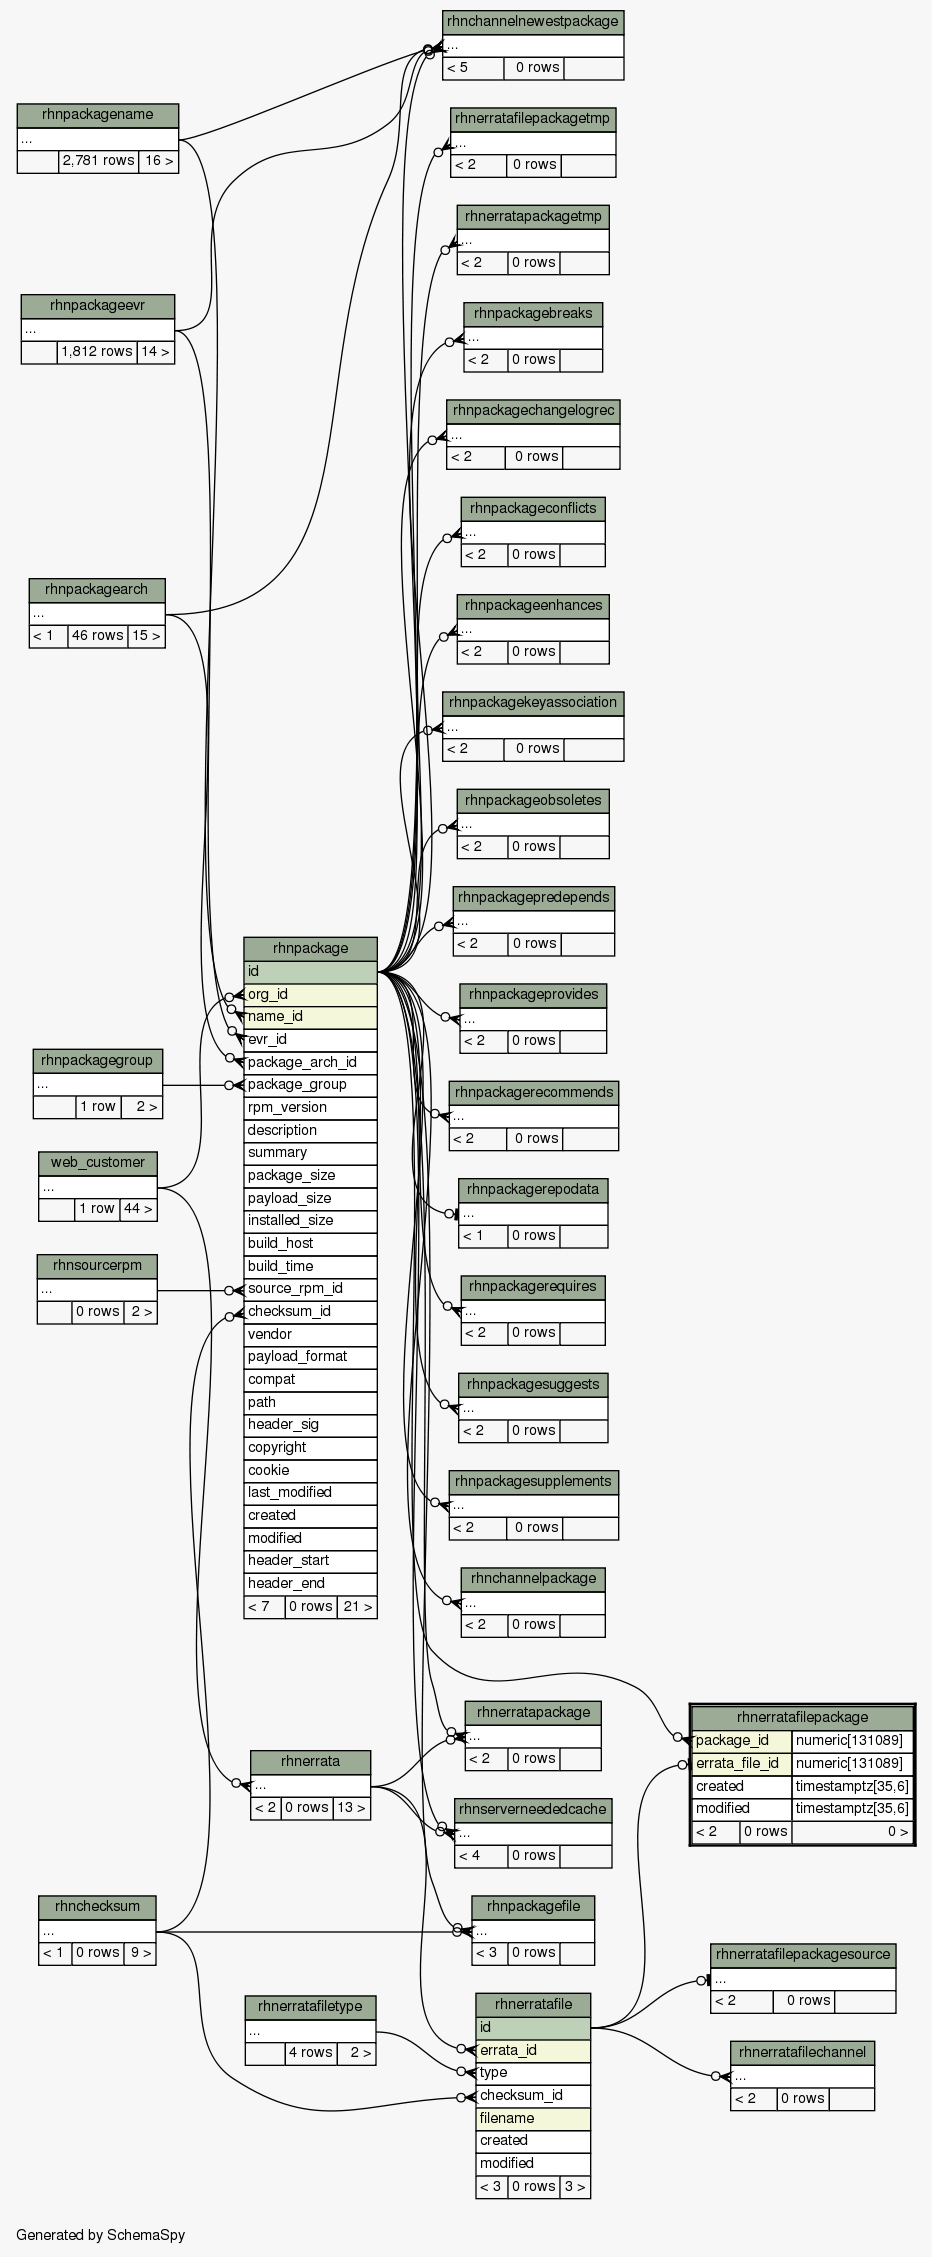 rhnchannelnewestpackage
...
< 5 0 rows
rhnpackagename
...
2,781 rows 16 >
rhnerratafilepackagetmp
...
< 2 0 rows
rhnerratapackagetmp
...
< 2 0 rows
rhnpackageevr
...
1,812 rows 14 >
rhnpackagebreaks
...
< 2 0 rows
rhnpackagechangelogrec
...
< 2 0 rows
rhnpackageconflicts
...
< 2 0 rows
rhnpackagearch
...
< 1 46 rows 15 >
rhnpackageenhances
...
< 2 0 rows
rhnpackagekeyassociation
...
< 2 0 rows
rhnpackageobsoletes
...
< 2 0 rows
rhnpackagepredepends
...
< 2 0 rows
rhnpackage
id
org_id
name_id
evr_id
package_arch_id
package_group
rpm_version
description
summary
package_size
payload_size
installed_size
build_host
build_time
source_rpm_id
checksum_id
vendor
payload_format
compat
path
header_sig
copyright
cookie
last_modified
created
modified
header_start
header_end
< 7 0 rows 21 >
rhnpackageprovides
...
< 2 0 rows
rhnpackagegroup
...
1 row 2 >
rhnpackagerecommends
...
< 2 0 rows
web_customer
...
1 row 44 >
rhnpackagerepodata
...
< 1 0 rows
rhnsourcerpm
...
0 rows 2 >
rhnpackagerequires
...
< 2 0 rows
rhnpackagesuggests
...
< 2 0 rows
rhnpackagesupplements
...
< 2 0 rows
rhnchannelpackage
...
< 2 0 rows
rhnerratapackage
...
< 2 0 rows
rhnerratafilepackage
package_id numeric[131089]
errata_file_id numeric[131089]
created timestamptz[35,6]
modified timestamptz[35,6]
< 2 0 rows 0 >
rhnerrata
...
< 2 0 rows 13 >
rhnserverneededcache
...
< 4 0 rows
rhnchecksum
...
< 1 0 rows 9 >
rhnpackagefile
...
< 3 0 rows
rhnerratafilepackagesource
...
< 2 0 rows
rhnerratafiletype
...
4 rows 2 >
rhnerratafile
id
errata_id
type
checksum_id
filename
created
modified
< 3 0 rows 3 >
rhnerratafilechannel
...
< 2 0 rows
Generated by SchemaSpy